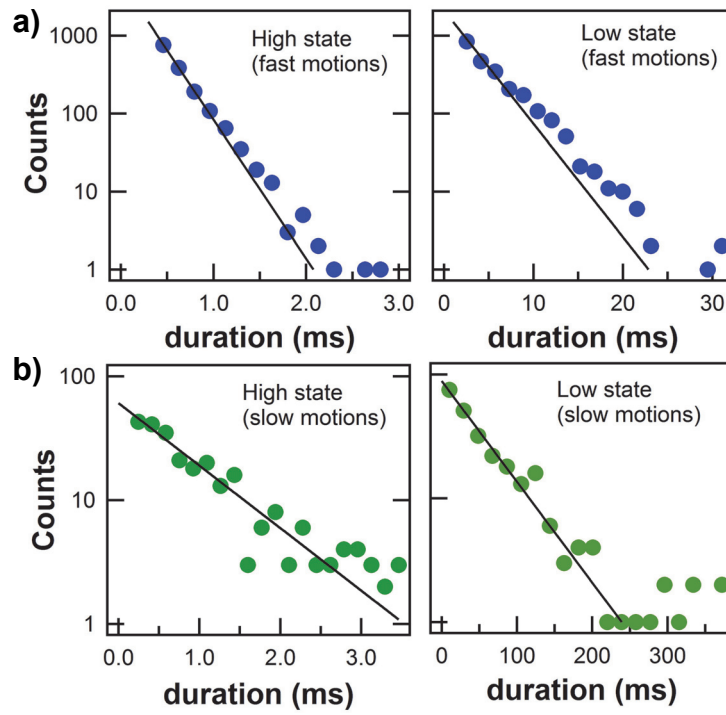 a)
High state
(fast motions)
Low state
(fast motions)
Counts
1000
100
10
1
0.0 1.0 2.0 3.0
0 10 20 30
duration (ms) duration (ms)
b)
High state
(slow motions)
Low state
(slow motions)
Counts
100
10
1
0.0 1.0 2.0 3.0
0 100 200 300
duration (ms) duration (ms)